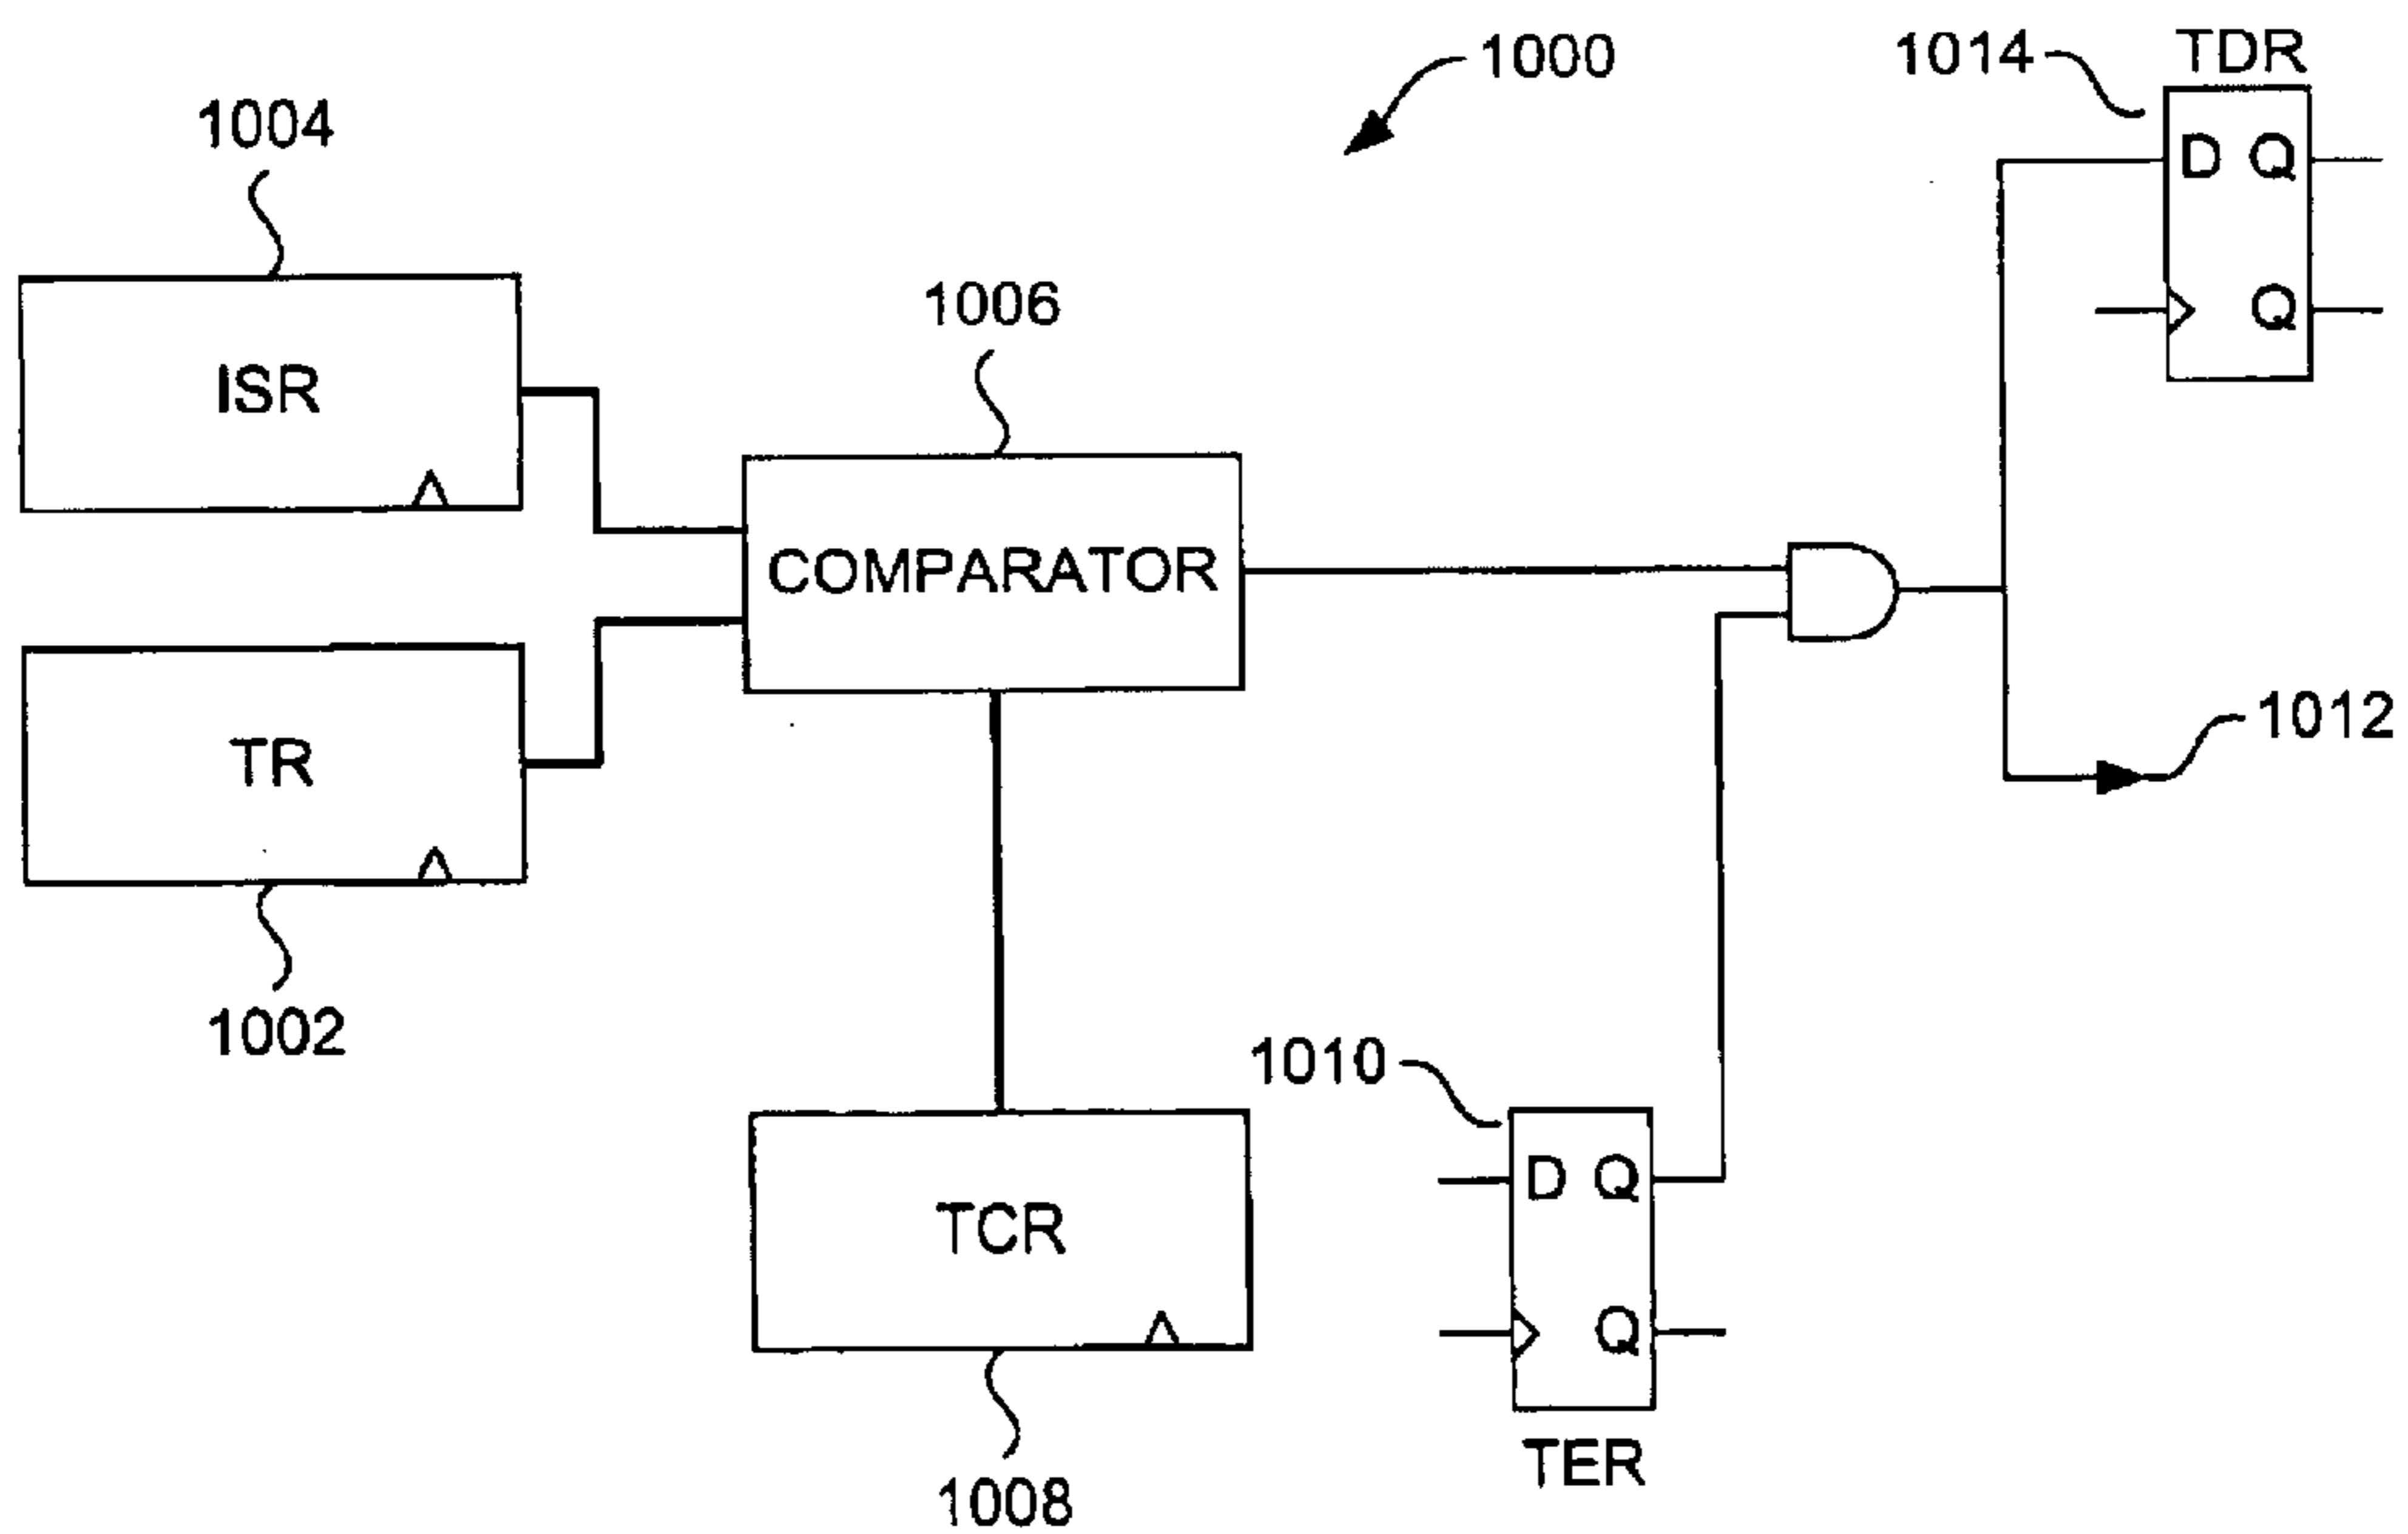 1000
1014
TDR
D Q
Q
1004
ISR
1006
COMPARATOR
TR
1002
1012
1010
D Q
Q
TER
TCR
1008